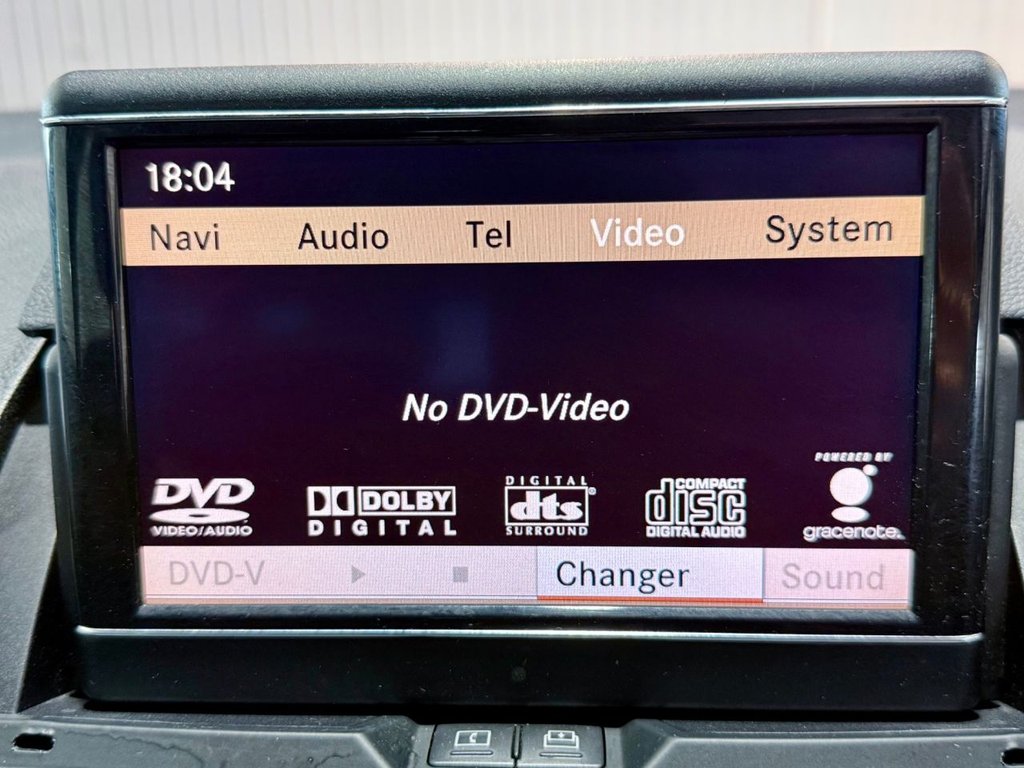 18:04
Navi Audio Tel Video System
No DVD-Video
POWERED BY
DVD
VIDEO/AUDIO
DOLBY
DIGITAL
DIGITAL
dts®
SURROUND
COMPACT
disc
DIGITAL AUDIO
gracenote.
DVD-V Changer Sound